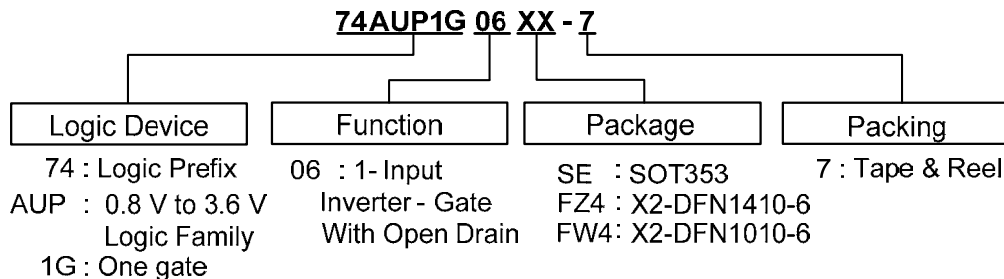 74AUP1G 06 XX - 7
Logic Device
74 : Logic Prefix
AUP : 0.8 V to 3.6 V
Logic Family
1G : One gate
Function
06 : 1- Input
Inverter - Gate
With Open Drain
Package
SE : SOT353
FZ4 : X2-DFN1410-6
FW4 : X2-DFN1010-6
Packing
7 : Tape & Reel